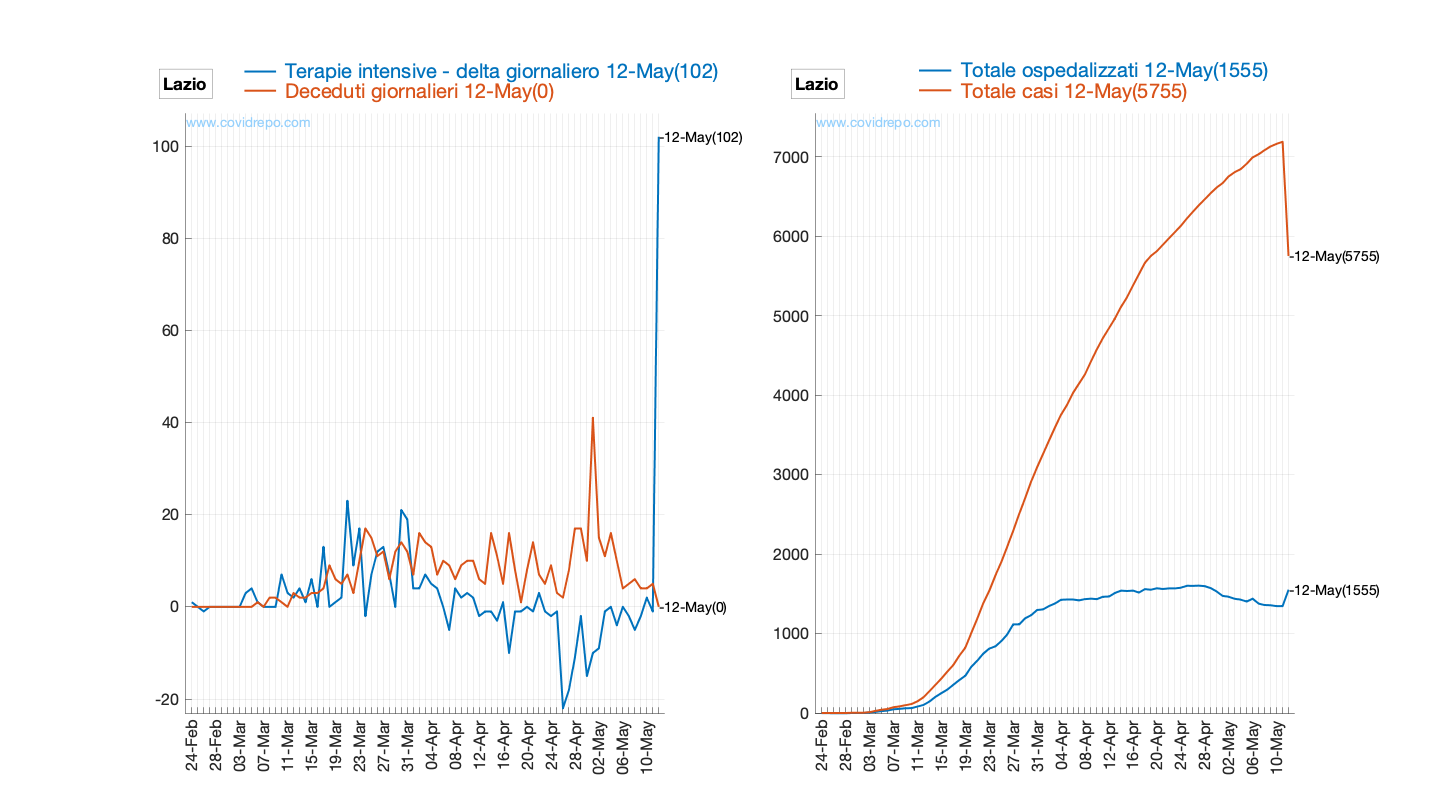 Lazio
Terapie intensive - delta giornaliero 12-May(102)
Deceduti giornalieri 12-May(0)
www.covidrepo.com
12-May(102)
100
80
60
40
20
0
-20
12-May(0)
24-Feb
28-Feb
03-Mar
07-Mar
11-Mar
15-Mar
19-Mar
23-Mar
27-Mar
31-Mar
04-Apr
08-Apr
12-Apr
16-Apr
20-Apr
24-Apr
28-Apr
02-May
06-May
10-May
Lazio
Totale ospedalizzati 12-May(1555)
Totale casi 12-May(5755)
www.covidrepo.com
7000
6000
5000
4000
3000
2000
1000
0
12-May(5755)
12-May(1555)
24-Feb
28-Feb
03-Mar
07-Mar
11-Mar
15-Mar
19-Mar
23-Mar
27-Mar
31-Mar
04-Apr
08-Apr
12-Apr
16-Apr
20-Apr
24-Apr
28-Apr
02-May
06-May
10-May